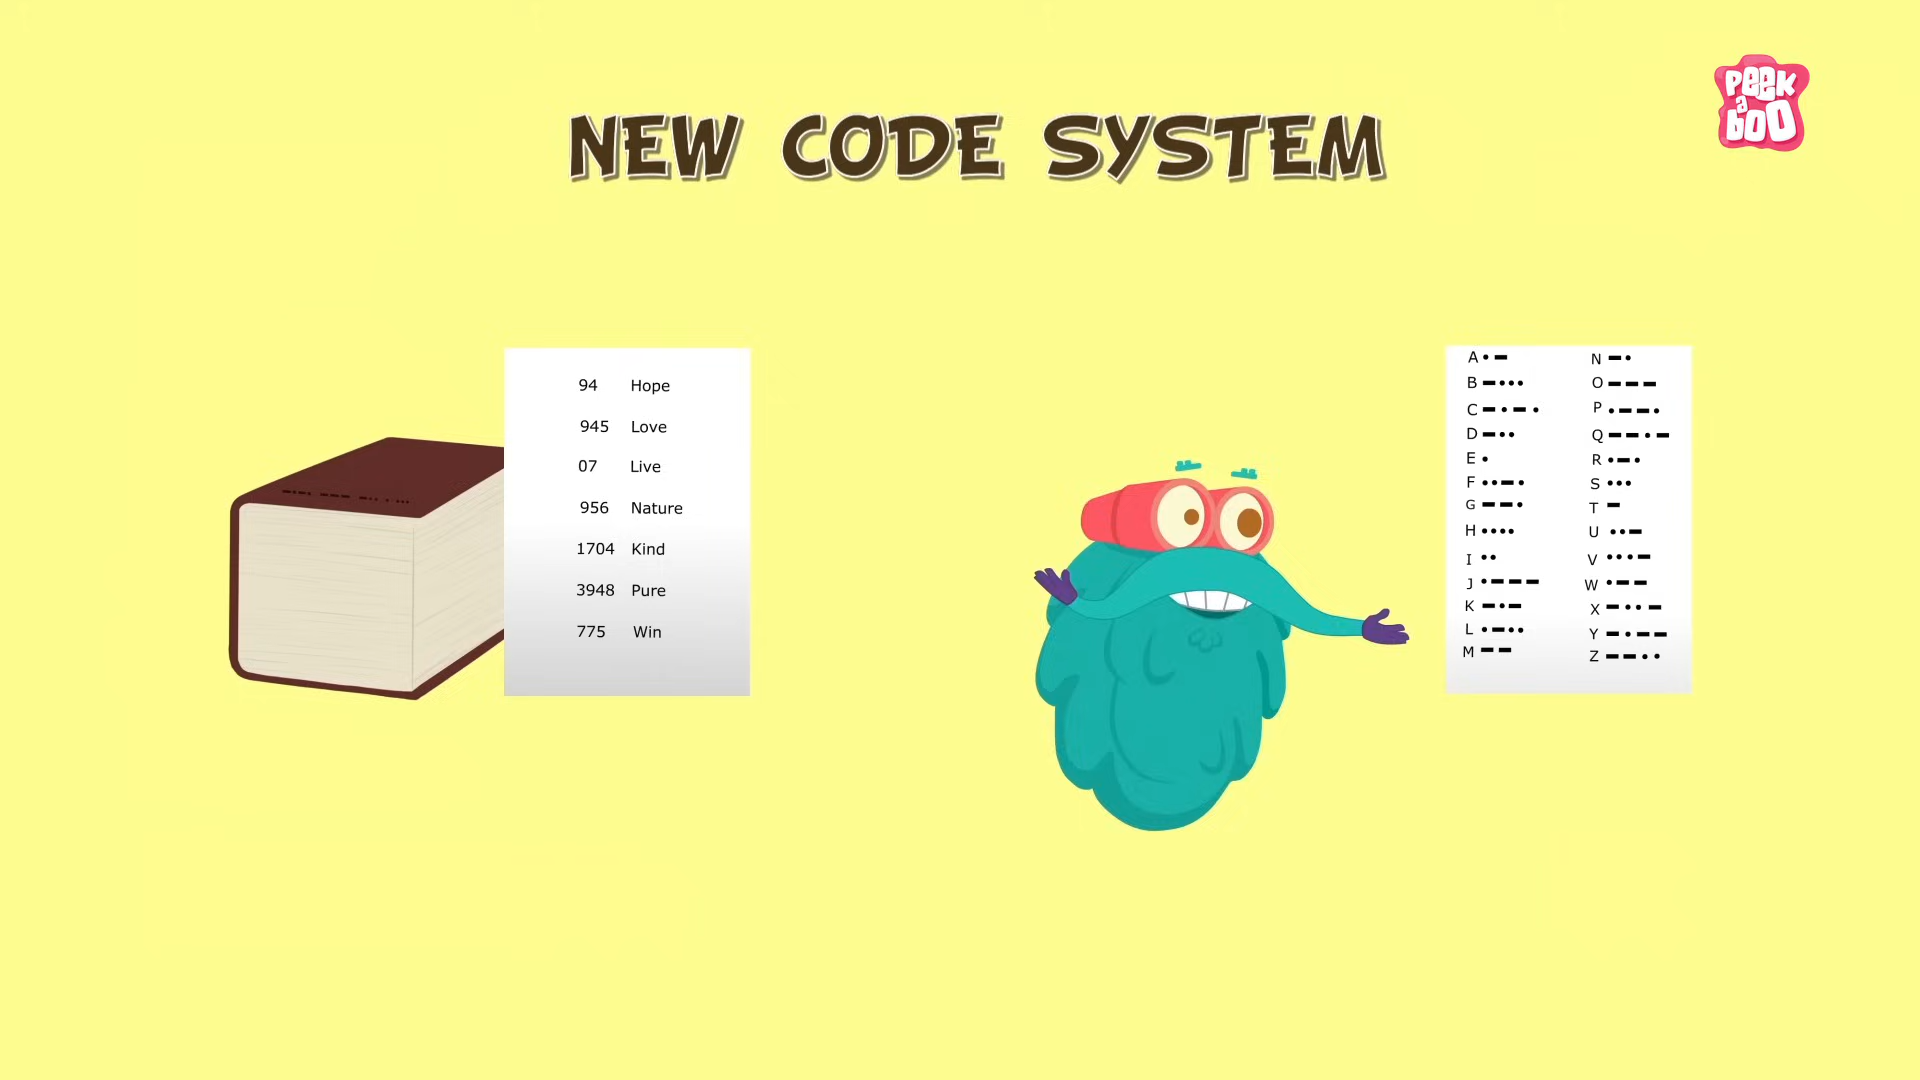 NEW CODE SYSTEM
PEEK
a
BOO
94 Hope
945 Love
07 Live
956 Nature
1704 Kind
3948 Pure
775 Win
A •–
B –•••
C –•–•
D –••
E •
F ••–•
G ––•
H ••••
I ••
J •–––
K –•–
L •–••
M ––
N –•
O –––
P •––•
Q ––•–
R •–•
S •••
T –
U ••–
V •••–
W •––
X –••–
Y –•––
Z ––••